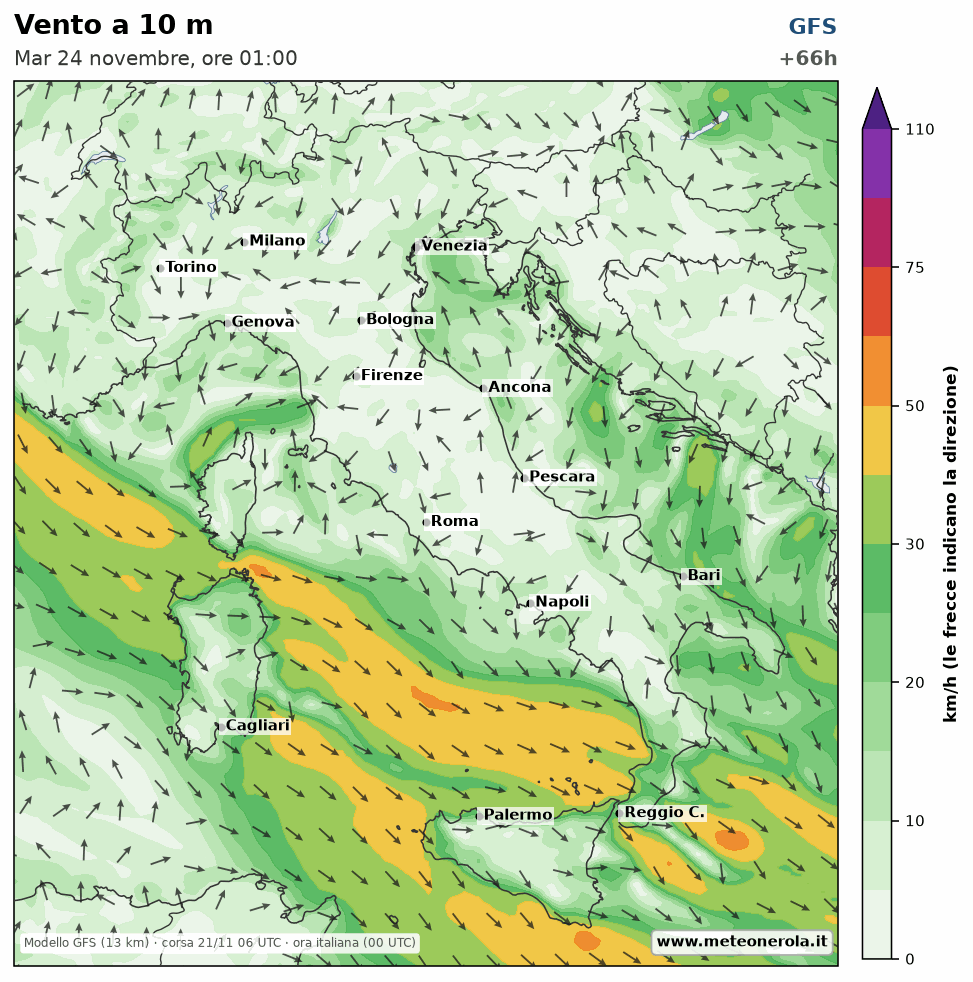 Vento a 10 m
GFS
Mar 24 novembre, ore 01:00
+66h
110
75
50
30
20
10
0
km/h (le frecce indicano la direzione)
Milano
Venezia
Torino
Genova
Bologna
Firenze
Ancona
Pescara
Roma
Bari
Napoli
Cagliari
Palermo
Reggio C.
Modello GFS (13 km) · corsa 21/11 06 UTC · ora italiana (00 UTC)
www.meteonerola.it